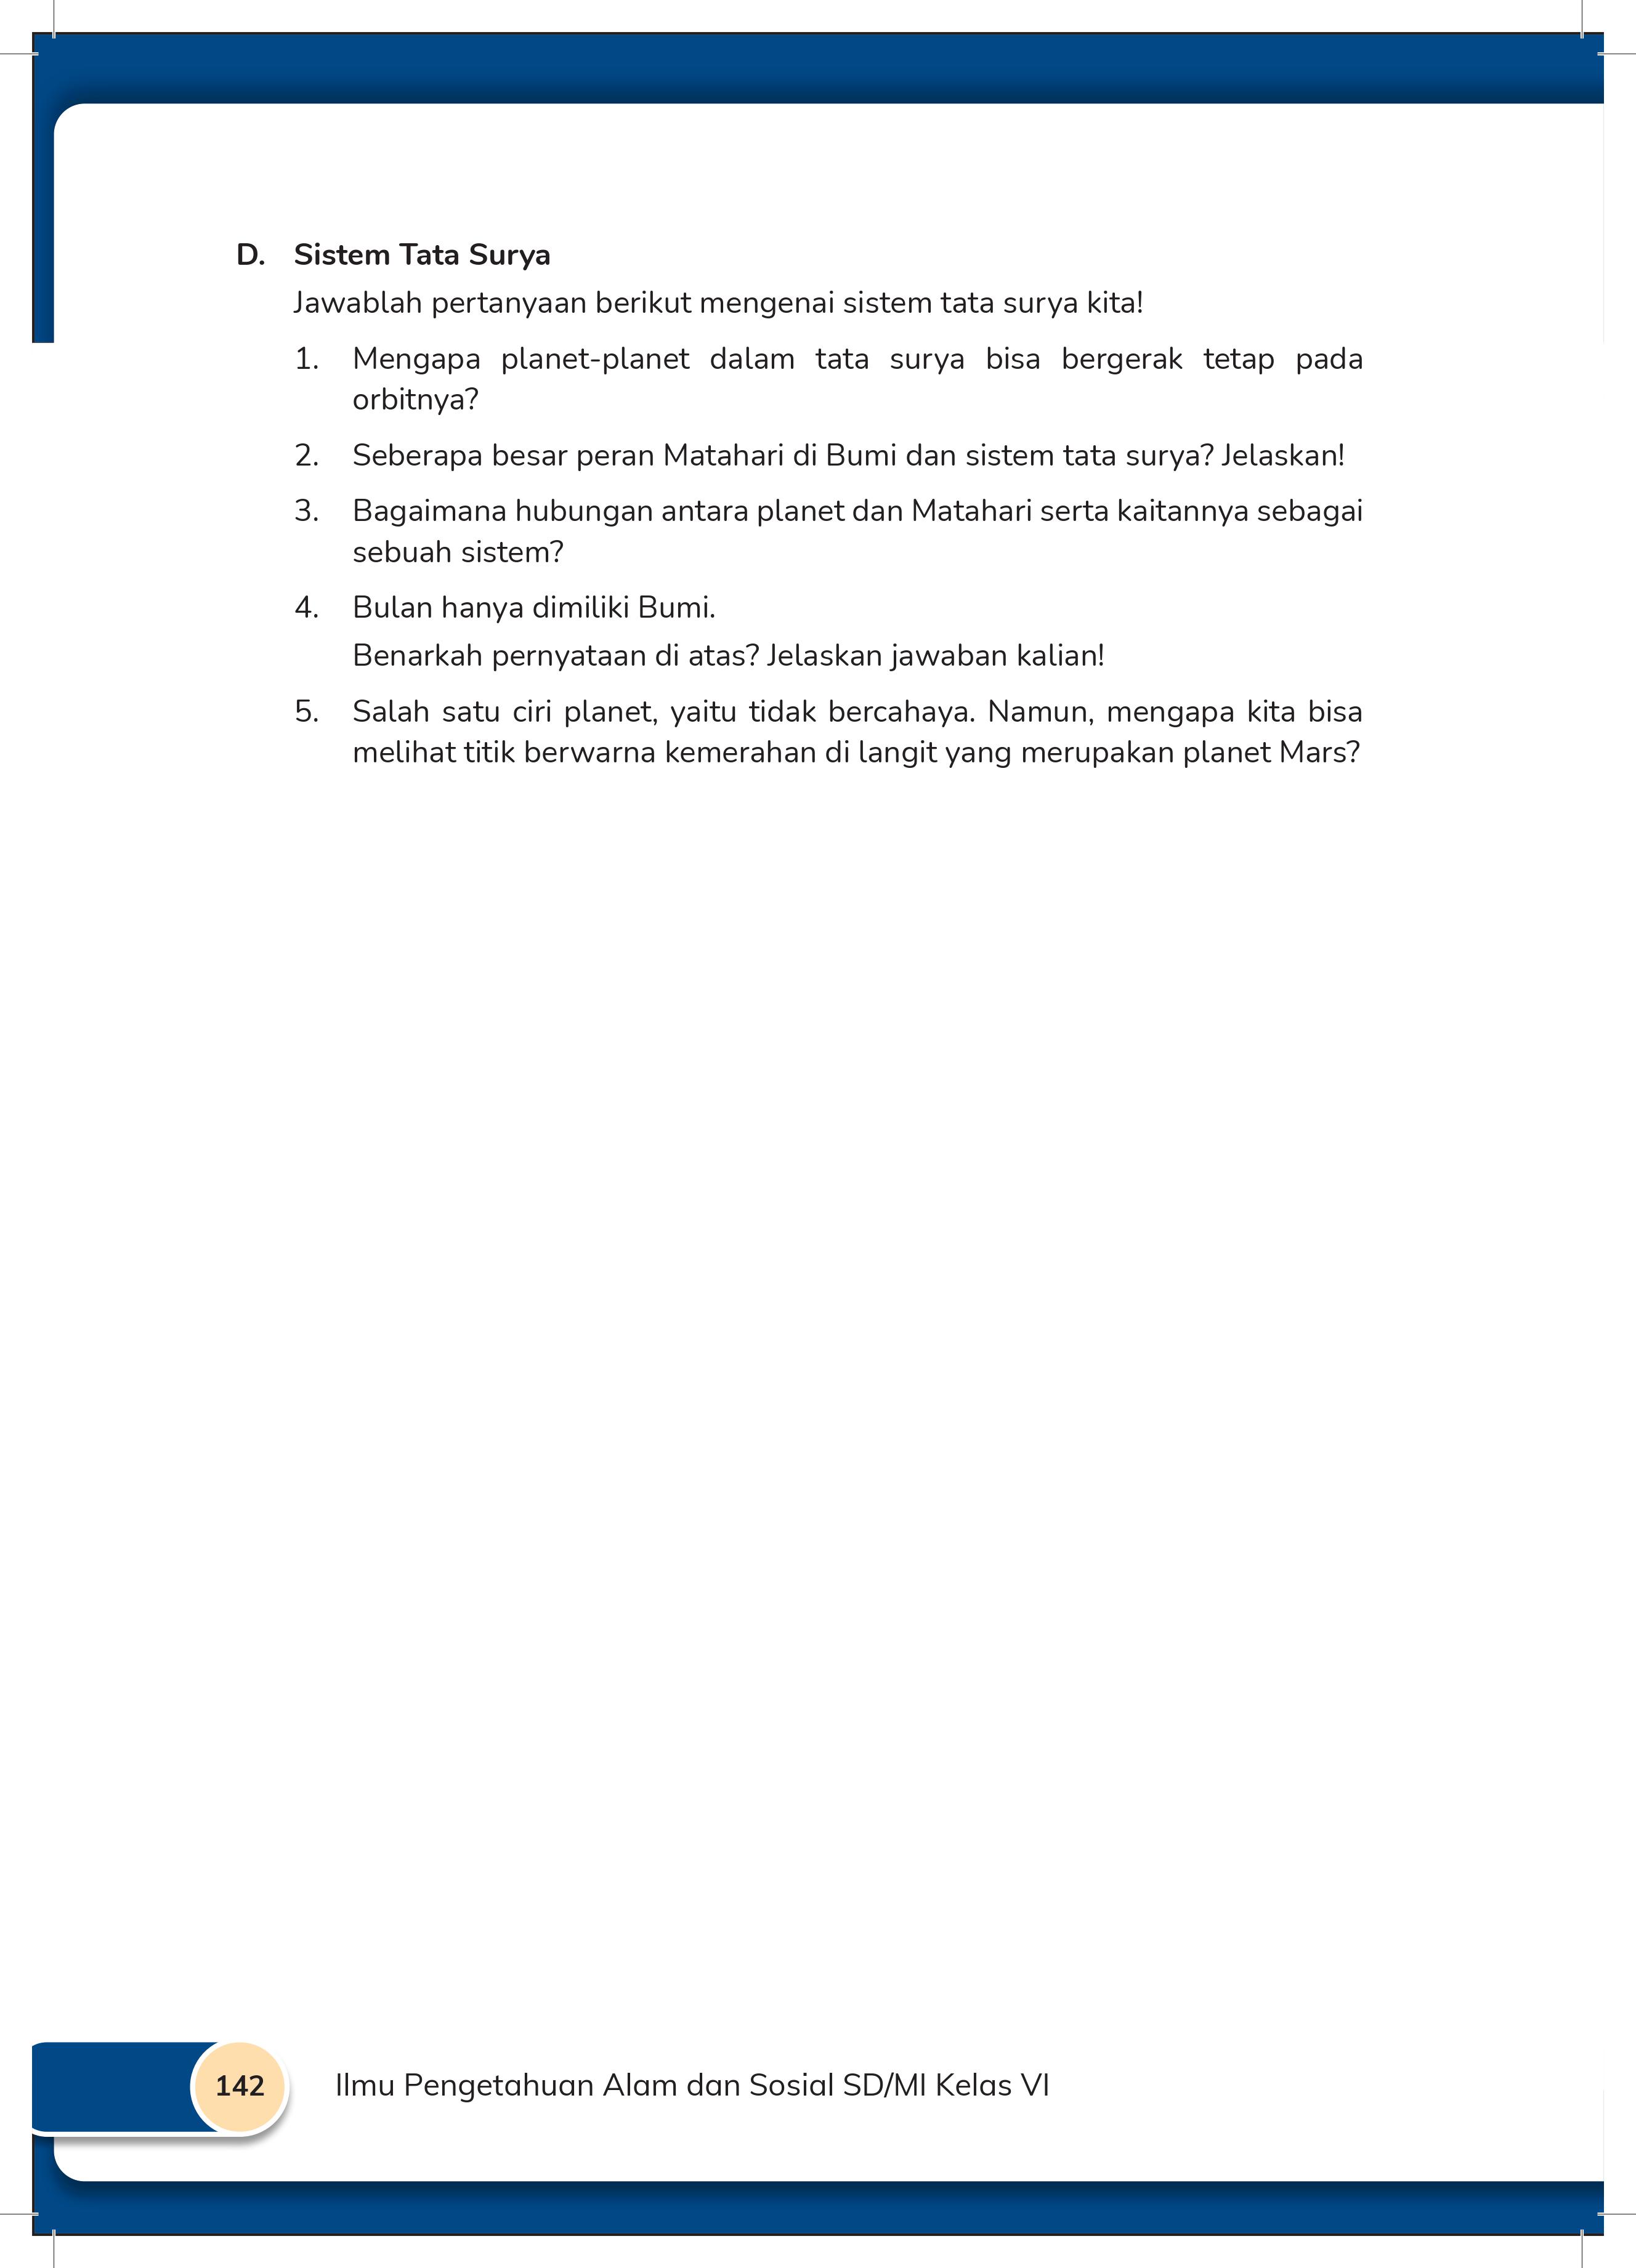 D. Sistem Tata Surya
Jawablah pertanyaan berikut mengenai sistem tata surya kita!
1. Mengapa planet-planet dalam tata surya bisa bergerak tetap pada
orbitnya?
2. Seberapa besar peran Matahari di Bumi dan sistem tata surya? Jelaskan!
3. Bagaimana hubungan antara planet dan Matahari serta kaitannya sebagai
sebuah sistem?
4. Bulan hanya dimiliki Bumi.
Benarkah pernyataan di atas? Jelaskan jawaban kalian!
5. Salah satu ciri planet, yaitu tidak bercahaya. Namun, mengapa kita bisa
melihat titik berwarna kemerahan di langit yang merupakan planet Mars?
142 Ilmu Pengetahuan Alam dan Sosial SD/MI Kelas VI